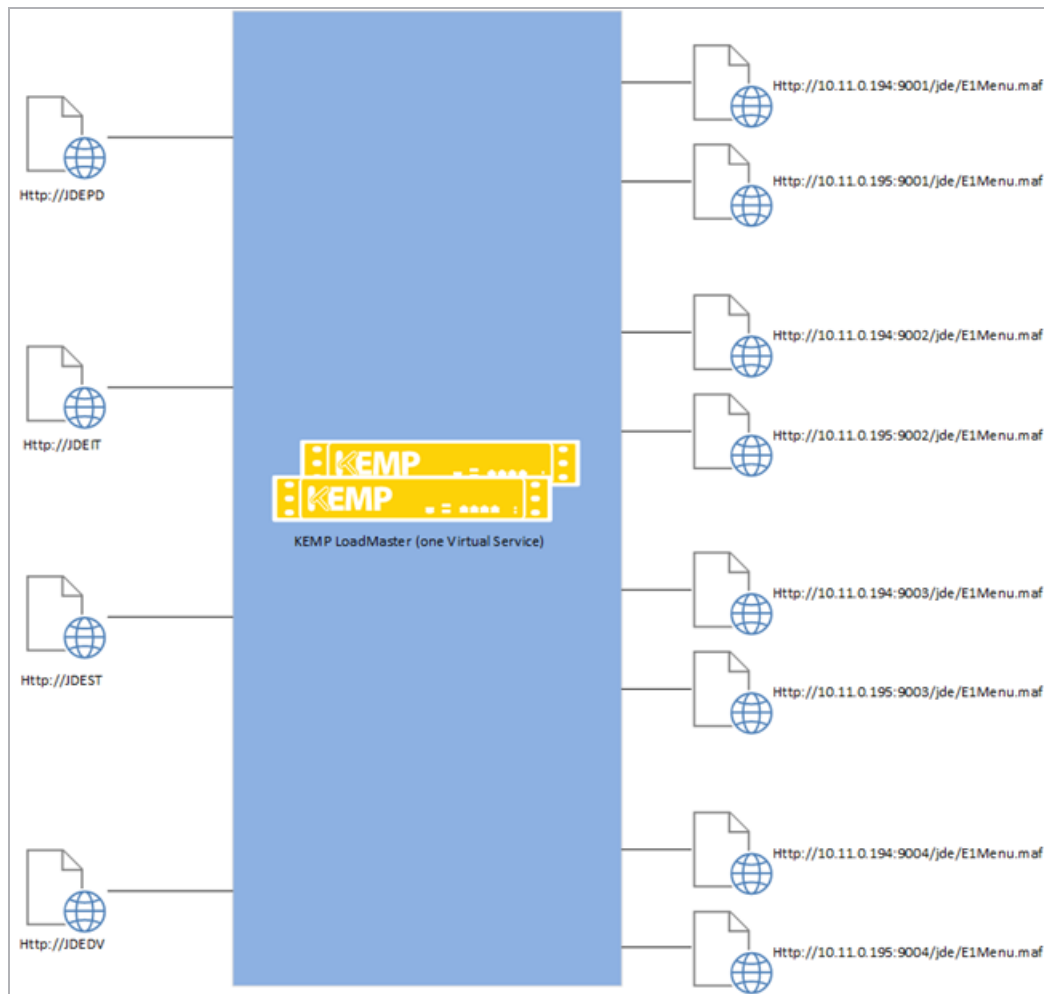 Http://JDEPD
Http://JDEIT
Http://JDEST
Http://JDEDV
KEMP
KEMP
KEMP LoadMaster (one Virtual Service)
Http://10.11.0.194:9001/jde/E1Menu.maf
Http://10.11.0.195:9001/jde/E1Menu.maf
Http://10.11.0.194:9002/jde/E1Menu.maf
Http://10.11.0.195:9002/jde/E1Menu.maf
Http://10.11.0.194:9003/jde/E1Menu.maf
Http://10.11.0.195:9003/jde/E1Menu.maf
Http://10.11.0.194:9004/jde/E1Menu.maf
Http://10.11.0.195:9004/jde/E1Menu.maf